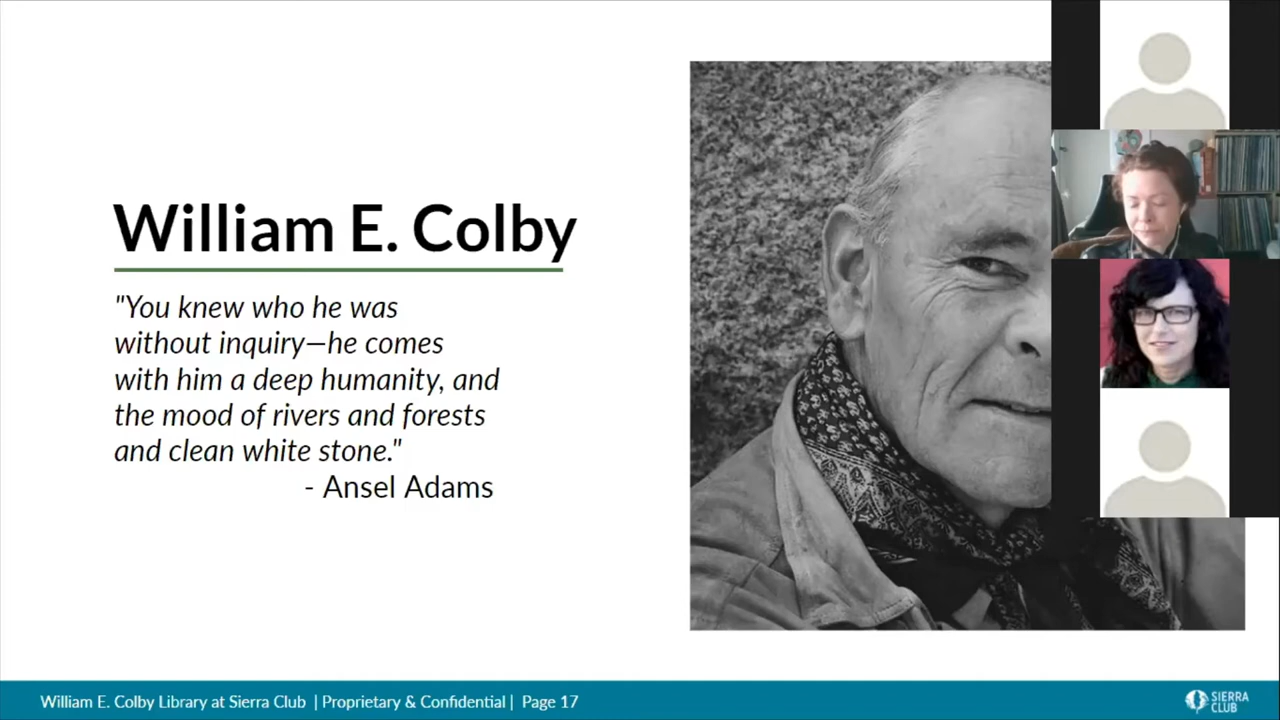 William E. Colby
"You knew who he was
without inquiry—he comes
with him a deep humanity, and
the mood of rivers and forests
and clean white stone."
- Ansel Adams
William E. Colby Library at Sierra Club | Proprietary & Confidential | Page 17
SIERRA
CLUB